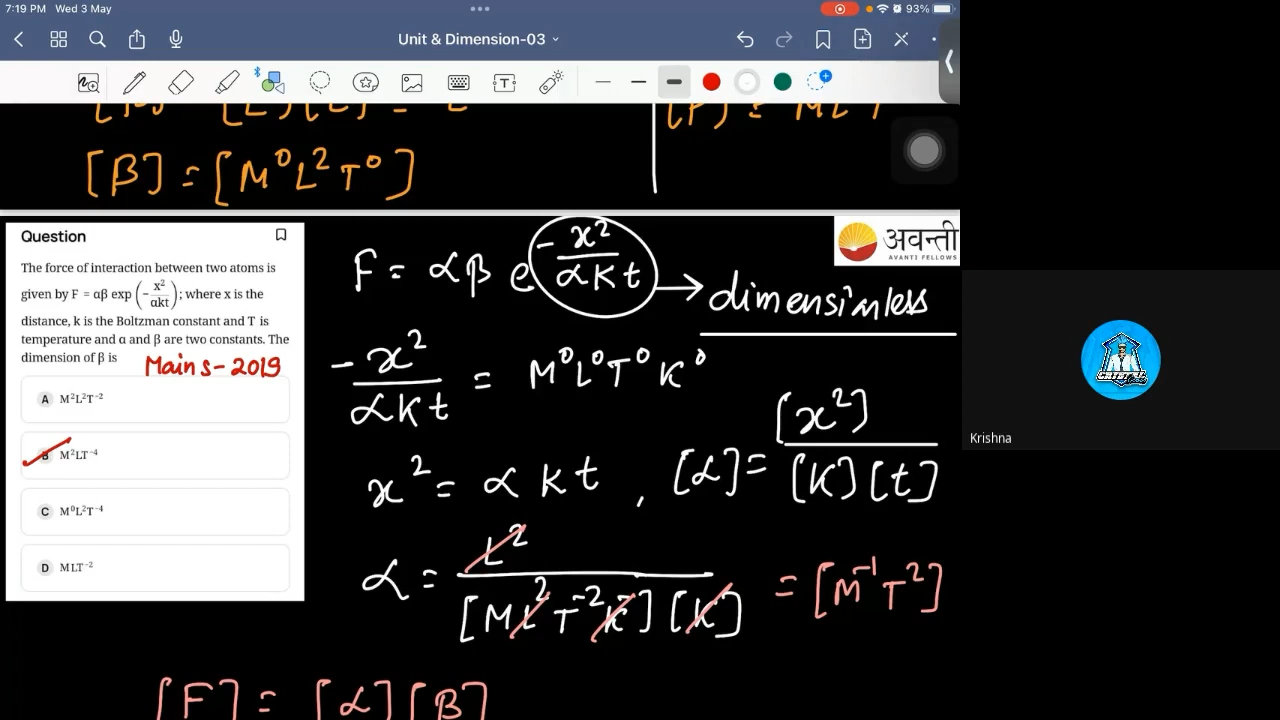 7:19 PM Wed 3 May
93%
Unit & Dimension-03
[β] = [M⁰L²T⁰]
Question
The force of interaction between two atoms is
given by F = αβ exp (-x²/αkt); where x is the
distance, k is the Boltzman constant and T is
temperature and α and β are two constants. The
dimension of β is
Mains-2019
A M²L²T⁻²
B M²LT⁻⁴
C M⁰L²T⁻⁴
D MLT⁻²
अवन्ती
AVANTI FELLOWS
F = αβ e^(-x²/αKt) → dimensionless
-x²/αKt = M⁰L⁰T⁰K⁰
x² = αKt, [α] = [x²]/[K][t]
α = L²/[ML²T⁻²K⁻][K] = [M⁻¹T²]
[F] = [α][β]
Krishna